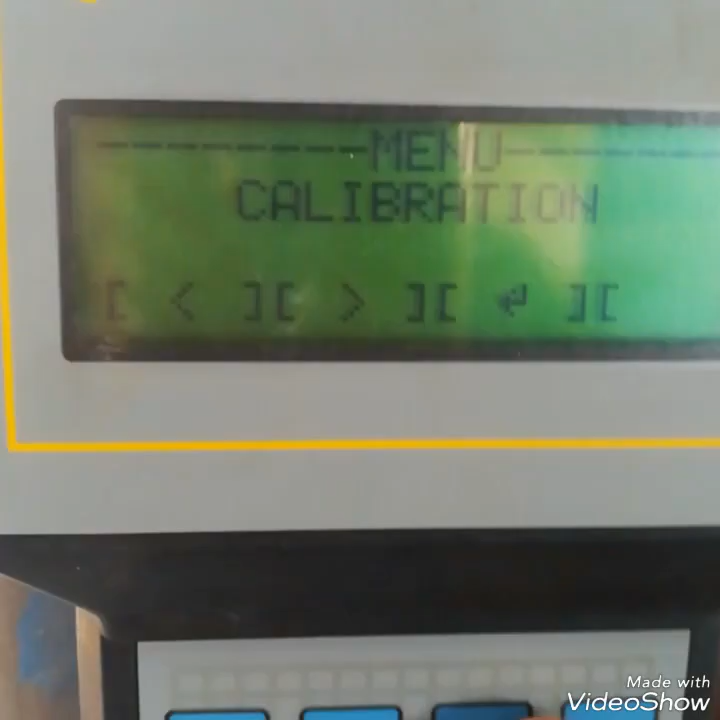 ---------MENU-------
CALIBRATION
[ < ][ > ][ ↵ ][
Made with
VideoShow